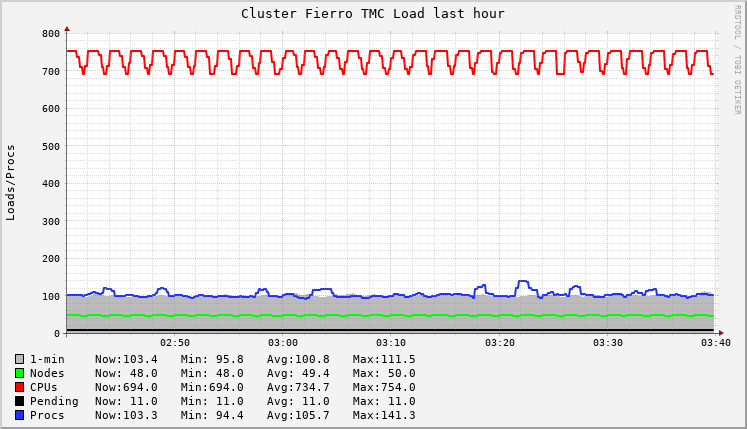 Cluster Fierro TMC Load last hour
RRDTOOL / TOBI OETIKER
Loads/Procs
800
700
600
500
400
300
200
100
0
02:50 03:00 03:10 03:20 03:30 03:40
1-min Now:103.4 Min: 95.8 Avg:100.8 Max:111.5
Nodes Now: 48.0 Min: 48.0 Avg: 49.4 Max: 50.0
CPUs Now:694.0 Min:694.0 Avg:734.7 Max:754.0
Pending Now: 11.0 Min: 11.0 Avg: 11.0 Max: 11.0
Procs Now:103.3 Min: 94.4 Avg:105.7 Max:141.3